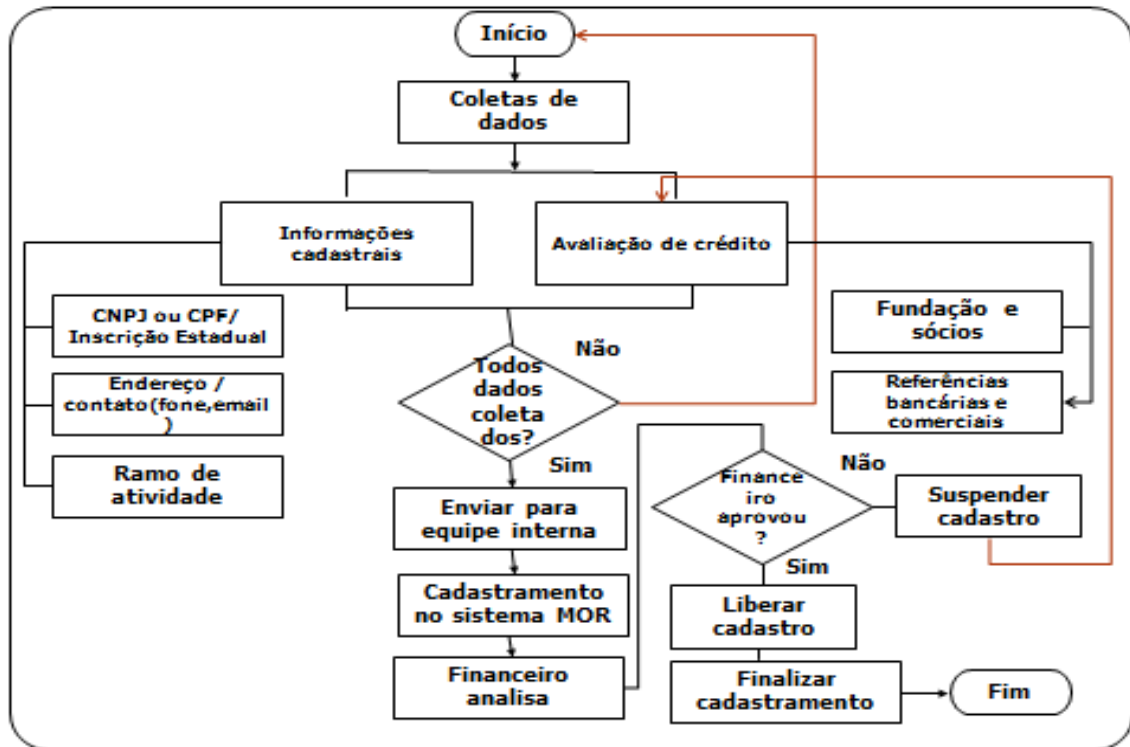 Início
Coletas de
dados
Informações
cadastrais
Avaliação de crédito
CNPJ ou CPF/
Inscrição Estadual
Endereço /
contato(fone,email
)
Ramo de
atividade
Fundação e
sócios
Referências
bancárias e
comerciais
Todos
dados
coleta
dos?
Não
Sim
Enviar para
equipe interna
Cadastramento
no sistema MOR
Financeiro
analisa
Finance
iro
aprovou
?
Não
Suspender
cadastro
Sim
Liberar
cadastro
Finalizar
cadastramento
Fim